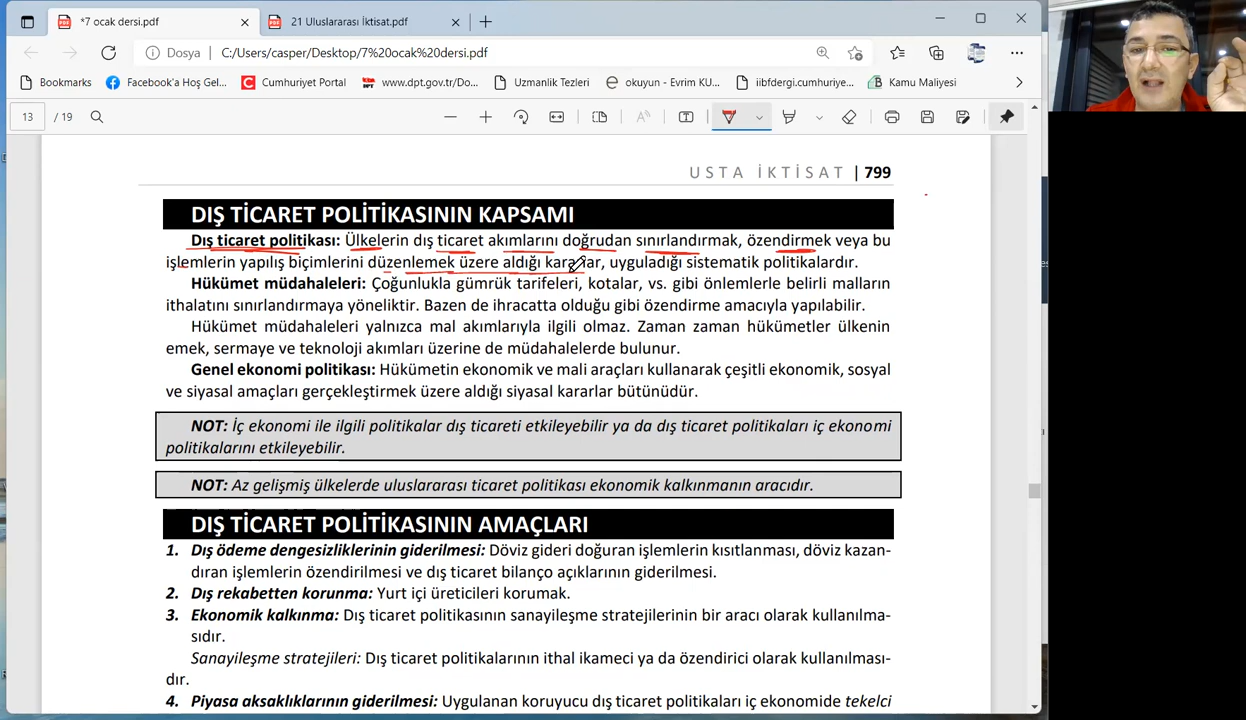 *7 ocak dersi.pdf
21 Uluslararası İktisat.pdf
Dosya
C:/Users/casper/Desktop/7%20ocak%20dersi.pdf
Bookmarks
Facebook'a Hoş Gel...
Cumhuriyet Portal
www.dpt.gov.tr/Do...
Uzmanlik Tezleri
okuyun - Evrim KU...
iibfdergi.cumhuriye...
Kamu Maliyesi
13 / 19
USTA İKTİSAT | 799
DIŞ TİCARET POLİTİKASININ KAPSAMI
Dış ticaret politikası: Ülkelerin dış ticaret akımlarını doğrudan sınırlandırmak, özendirmek veya bu
işlemlerin yapılış biçimlerini düzenlemek üzere aldığı kararlar, uyguladığı sistematik politikalardır.
Hükümet müdahaleleri: Çoğunlukla gümrük tarifeleri, kotalar, vs. gibi önlemlerle belirli malların
ithalatını sınırlandırmaya yöneliktir. Bazen de ihracatta olduğu gibi özendirme amacıyla yapılabilir.
Hükümet müdahaleleri yalnızca mal akımlarıyla ilgili olmaz. Zaman zaman hükümetler ülkenin
emek, sermaye ve teknoloji akımları üzerine de müdahalelerde bulunur.
Genel ekonomi politikası: Hükümetin ekonomik ve mali araçları kullanarak çeşitli ekonomik, sosyal
ve siyasal amaçları gerçekleştirmek üzere aldığı siyasal kararlar bütünüdür.
NOT: İç ekonomi ile ilgili politikalar dış ticareti etkileyebilir ya da dış ticaret politikaları iç ekonomi
politikalarını etkileyebilir.
NOT: Az gelişmiş ülkelerde uluslararası ticaret politikası ekonomik kalkınmanın aracıdır.
DIŞ TİCARET POLİTİKASININ AMAÇLARI
1. Dış ödeme dengesizliklerinin giderilmesi: Döviz gideri doğuran işlemlerin kısıtlanması, döviz kazan-
dıran işlemlerin özendirilmesi ve dış ticaret bilanço açıklarının giderilmesi.
2. Dış rekabetten korunma: Yurt içi üreticileri korumak.
3. Ekonomik kalkınma: Dış ticaret politikasının sanayileşme stratejilerinin bir aracı olarak kullanılma-
sıdır.
Sanayileşme stratejileri: Dış ticaret politikalarının ithal ikameci ya da özendirici olarak kullanılması-
dır.
4. Piyasa aksaklıklarının giderilmesi: Uygulanan koruyucu dış ticaret politikaları iç ekonomide tekelci